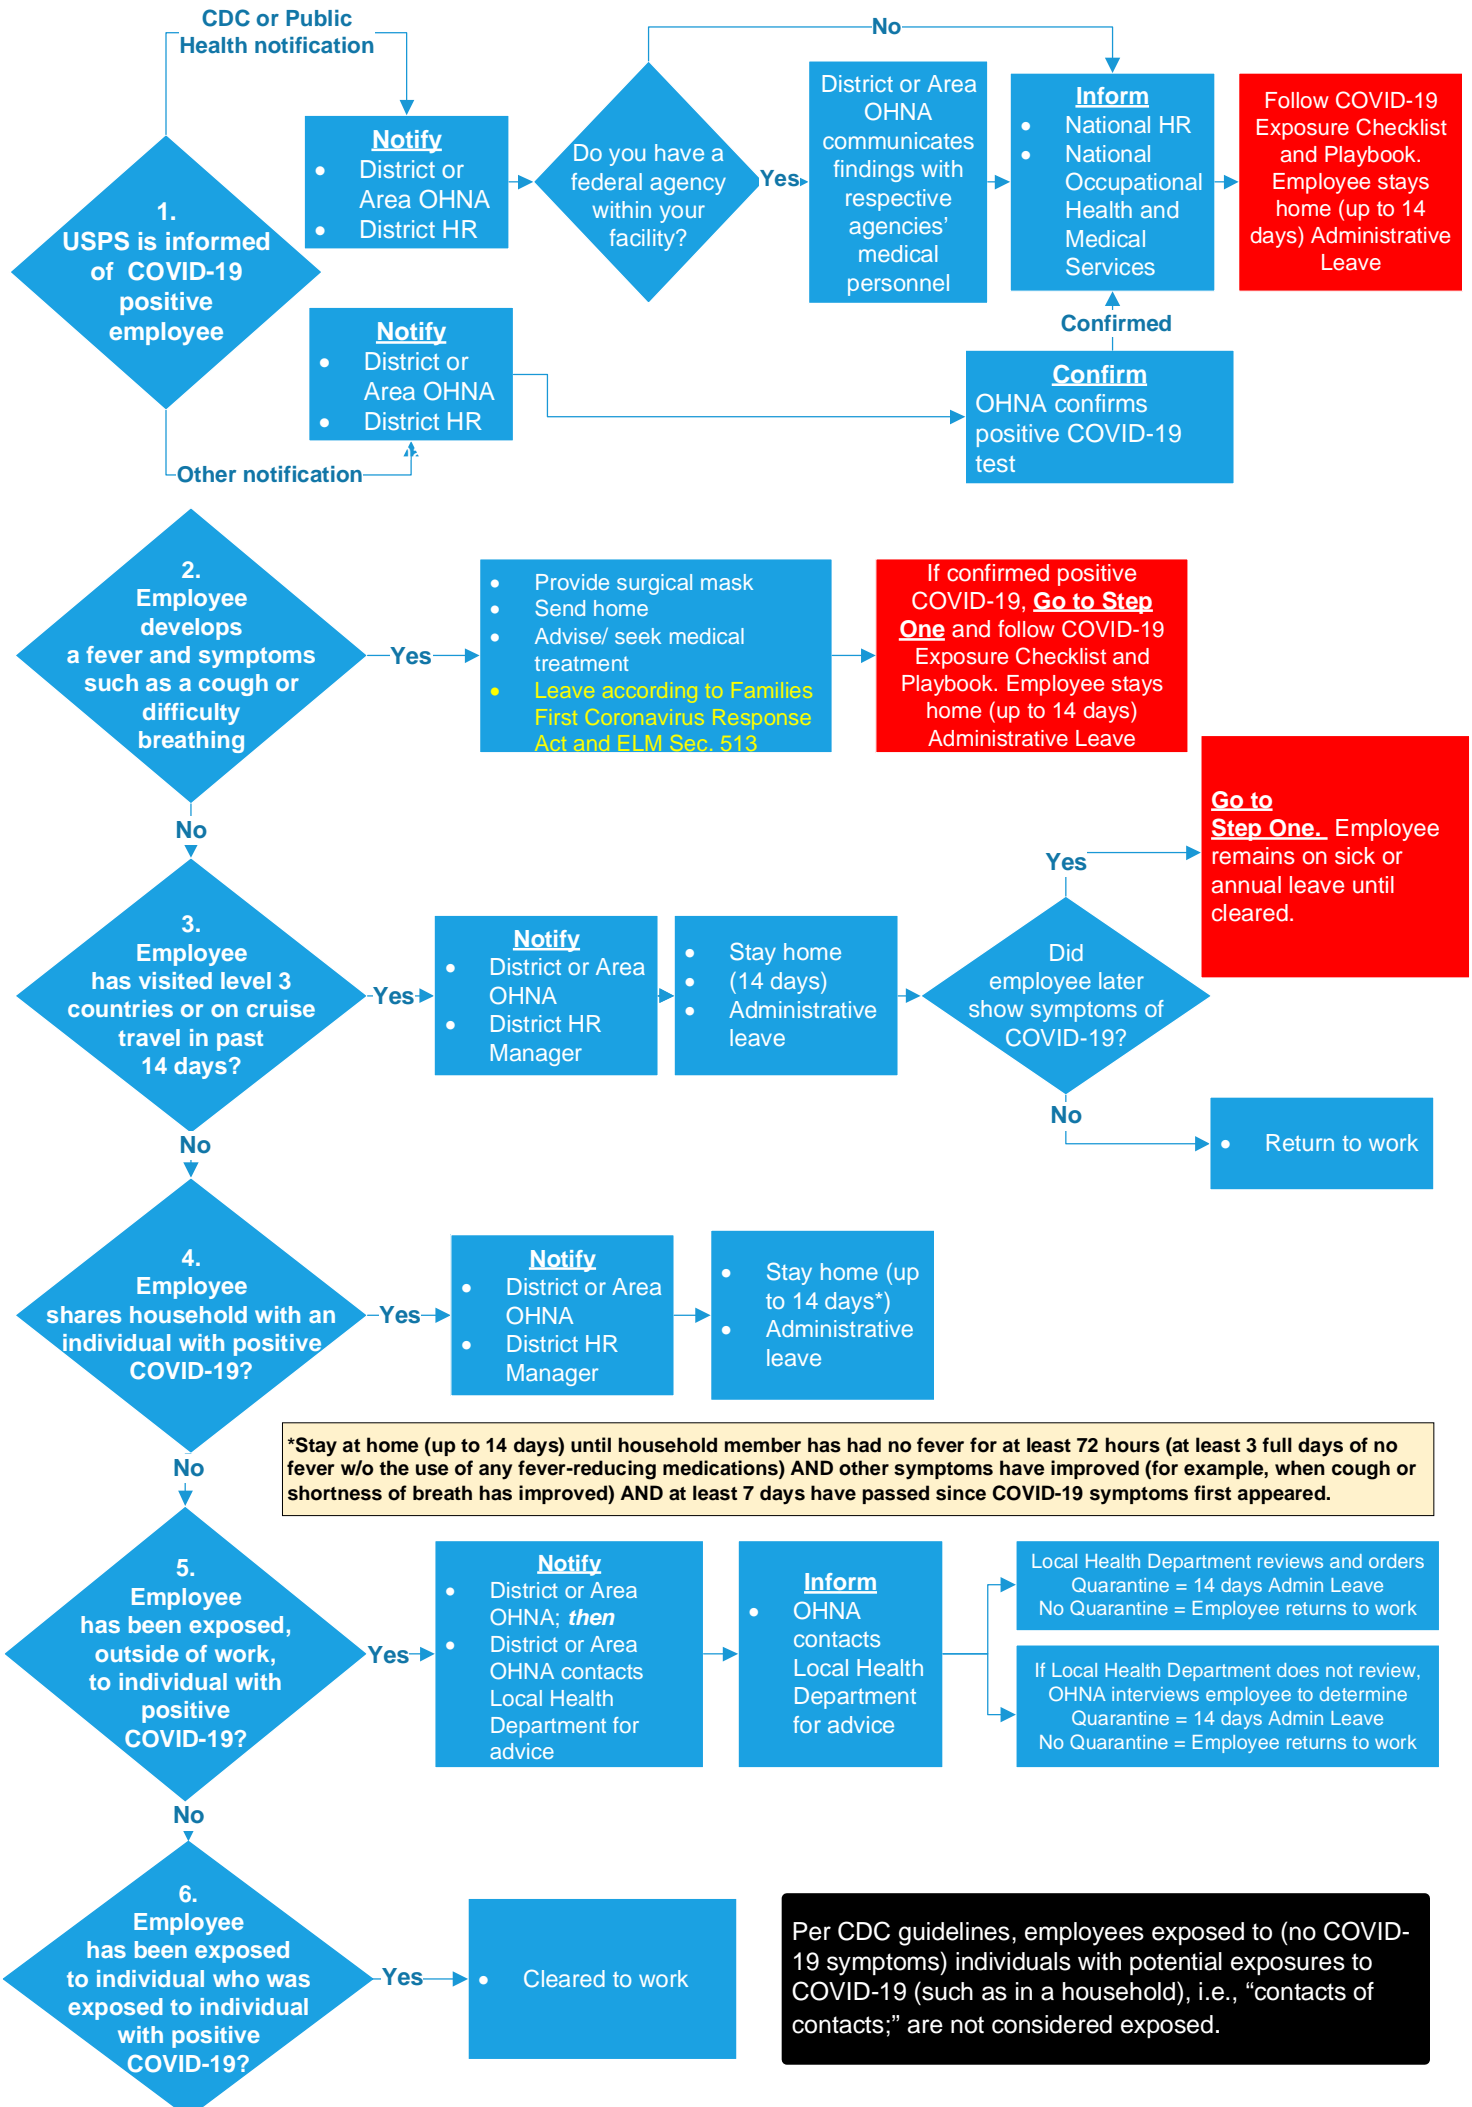 CDC or Public
Health notification
No
1.
USPS is informed
of COVID-19
positive
employee
Notify
• District or
Area OHNA
• District HR
Do you have a
federal agency
within your
facility?
Yes
District or Area
OHNA
communicates
findings with
respective
agencies’
medical
personnel
Inform
• National HR
• National
Occupational
Health and
Medical
Services
Follow COVID-19
Exposure Checklist
and Playbook.
Employee stays
home (up to 14
days) Administrative
Leave
Notify
• District or
Area OHNA
• District HR
Confirmed
Confirm
OHNA confirms
positive COVID-19
test
Other notification
2.
Employee
develops
a fever and symptoms
such as a cough or
difficulty
breathing
Yes
• Provide surgical mask
• Send home
• Advise/ seek medical
treatment
• Leave according to Families
First Coronavirus Response
Act and ELM Sec. 513
If confirmed positive
COVID-19, Go to Step
One and follow COVID-19
Exposure Checklist and
Playbook. Employee stays
home (up to 14 days)
Administrative Leave
No
3.
Employee
has visited level 3
countries or on cruise
travel in past
14 days?
Yes
Notify
• District or Area
OHNA
• District HR
Manager
• Stay home
• (14 days)
• Administrative
leave
Did
employee later
show symptoms of
COVID-19?
Yes
Go to
Step One. Employee
remains on sick or
annual leave until
cleared.
No
• Return to work
No
4.
Employee
shares household with an
individual with positive
COVID-19?
Yes
Notify
• District or Area
OHNA
• District HR
Manager
• Stay home (up
to 14 days*)
• Administrative
leave
*Stay at home (up to 14 days) until household member has had no fever for at least 72 hours (at least 3 full days of no
fever w/o the use of any fever-reducing medications) AND other symptoms have improved (for example, when cough or
shortness of breath has improved) AND at least 7 days have passed since COVID-19 symptoms first appeared.
No
5.
Employee
has been exposed,
outside of work,
to individual with
positive
COVID-19?
Yes
Notify
• District or Area
OHNA; then
• District or Area
OHNA contacts
Local Health
Department for
advice
Inform
• OHNA
contacts
Local Health
Department
for advice
Local Health Department reviews and orders
Quarantine = 14 days Admin Leave
No Quarantine = Employee returns to work
If Local Health Department does not review,
OHNA interviews employee to determine
Quarantine = 14 days Admin Leave
No Quarantine = Employee returns to work
No
6.
Employee
has been exposed
to individual who was
exposed to individual
with positive
COVID-19?
Yes
• Cleared to work
Per CDC guidelines, employees exposed to (no COVID-
19 symptoms) individuals with potential exposures to
COVID-19 (such as in a household), i.e., “contacts of
contacts;” are not considered exposed.